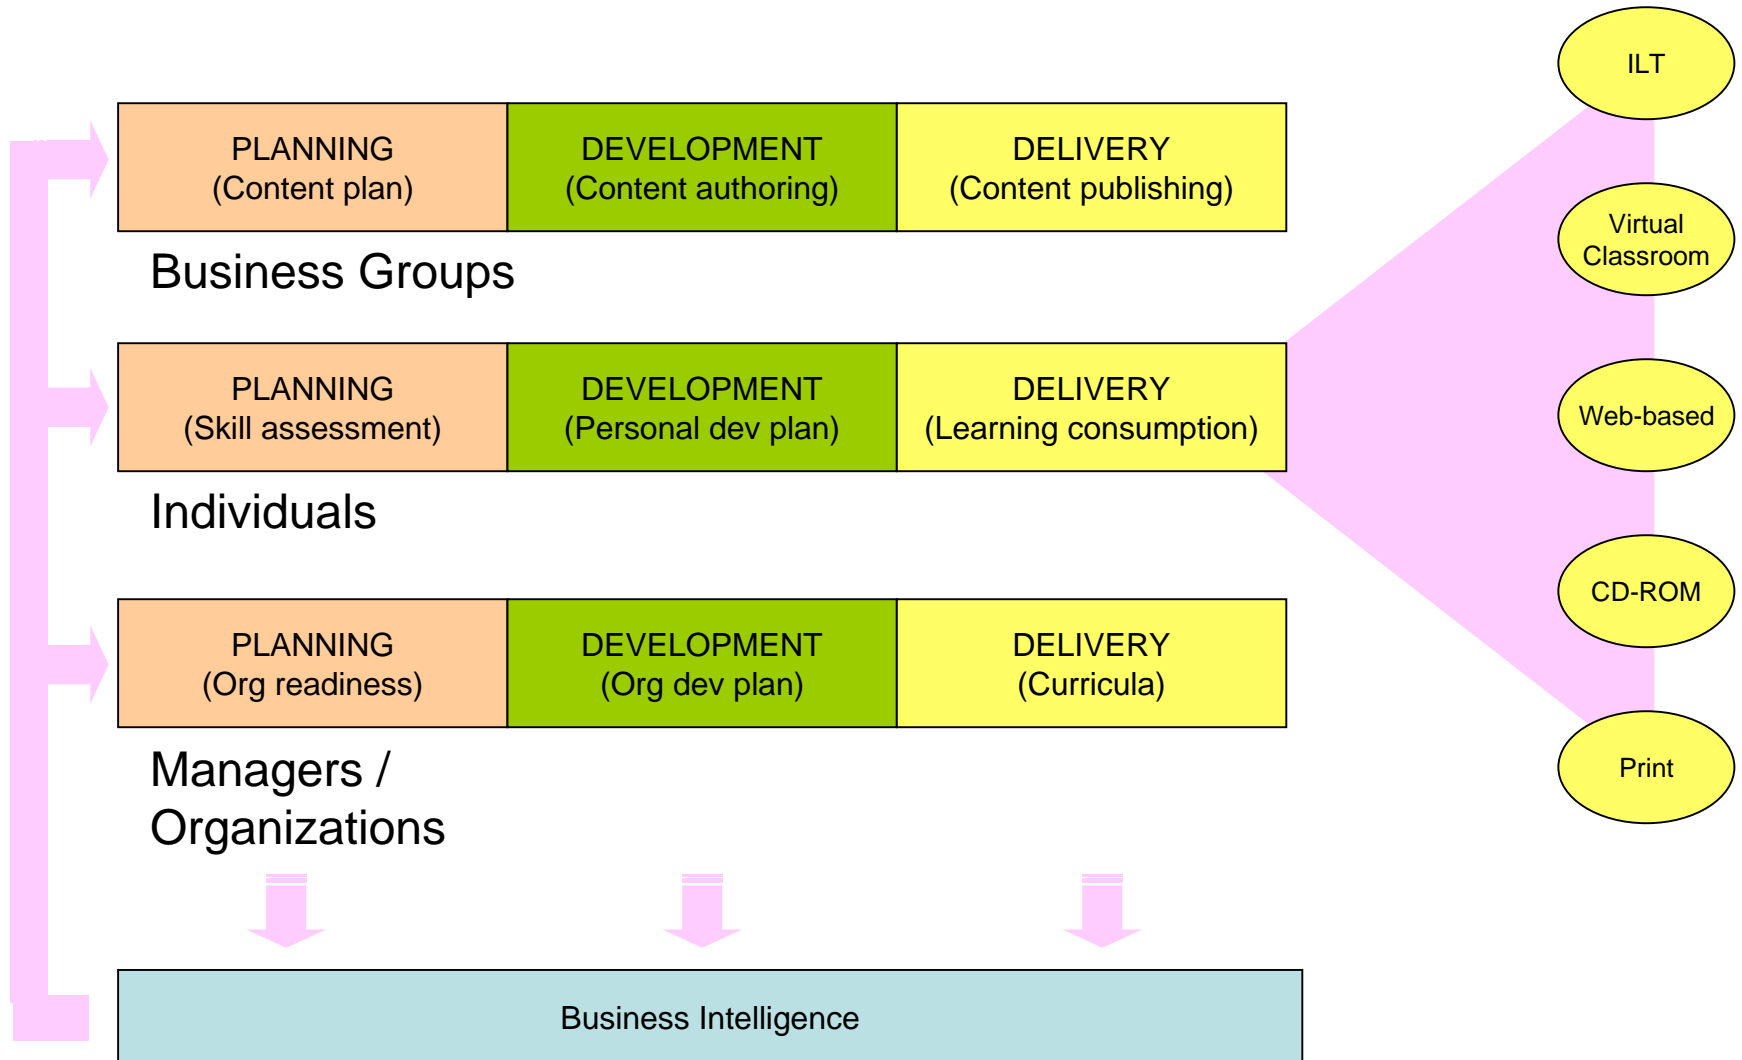 PLANNING
(Content plan)
DEVELOPMENT
(Content authoring)
DELIVERY
(Content publishing)
Business Groups
PLANNING
(Skill assessment)
DEVELOPMENT
(Personal dev plan)
DELIVERY
(Learning consumption)
Individuals
PLANNING
(Org readiness)
DEVELOPMENT
(Org dev plan)
DELIVERY
(Curricula)
Managers /
Organizations
Business Intelligence
ILT
Virtual
Classroom
Web-based
CD-ROM
Print